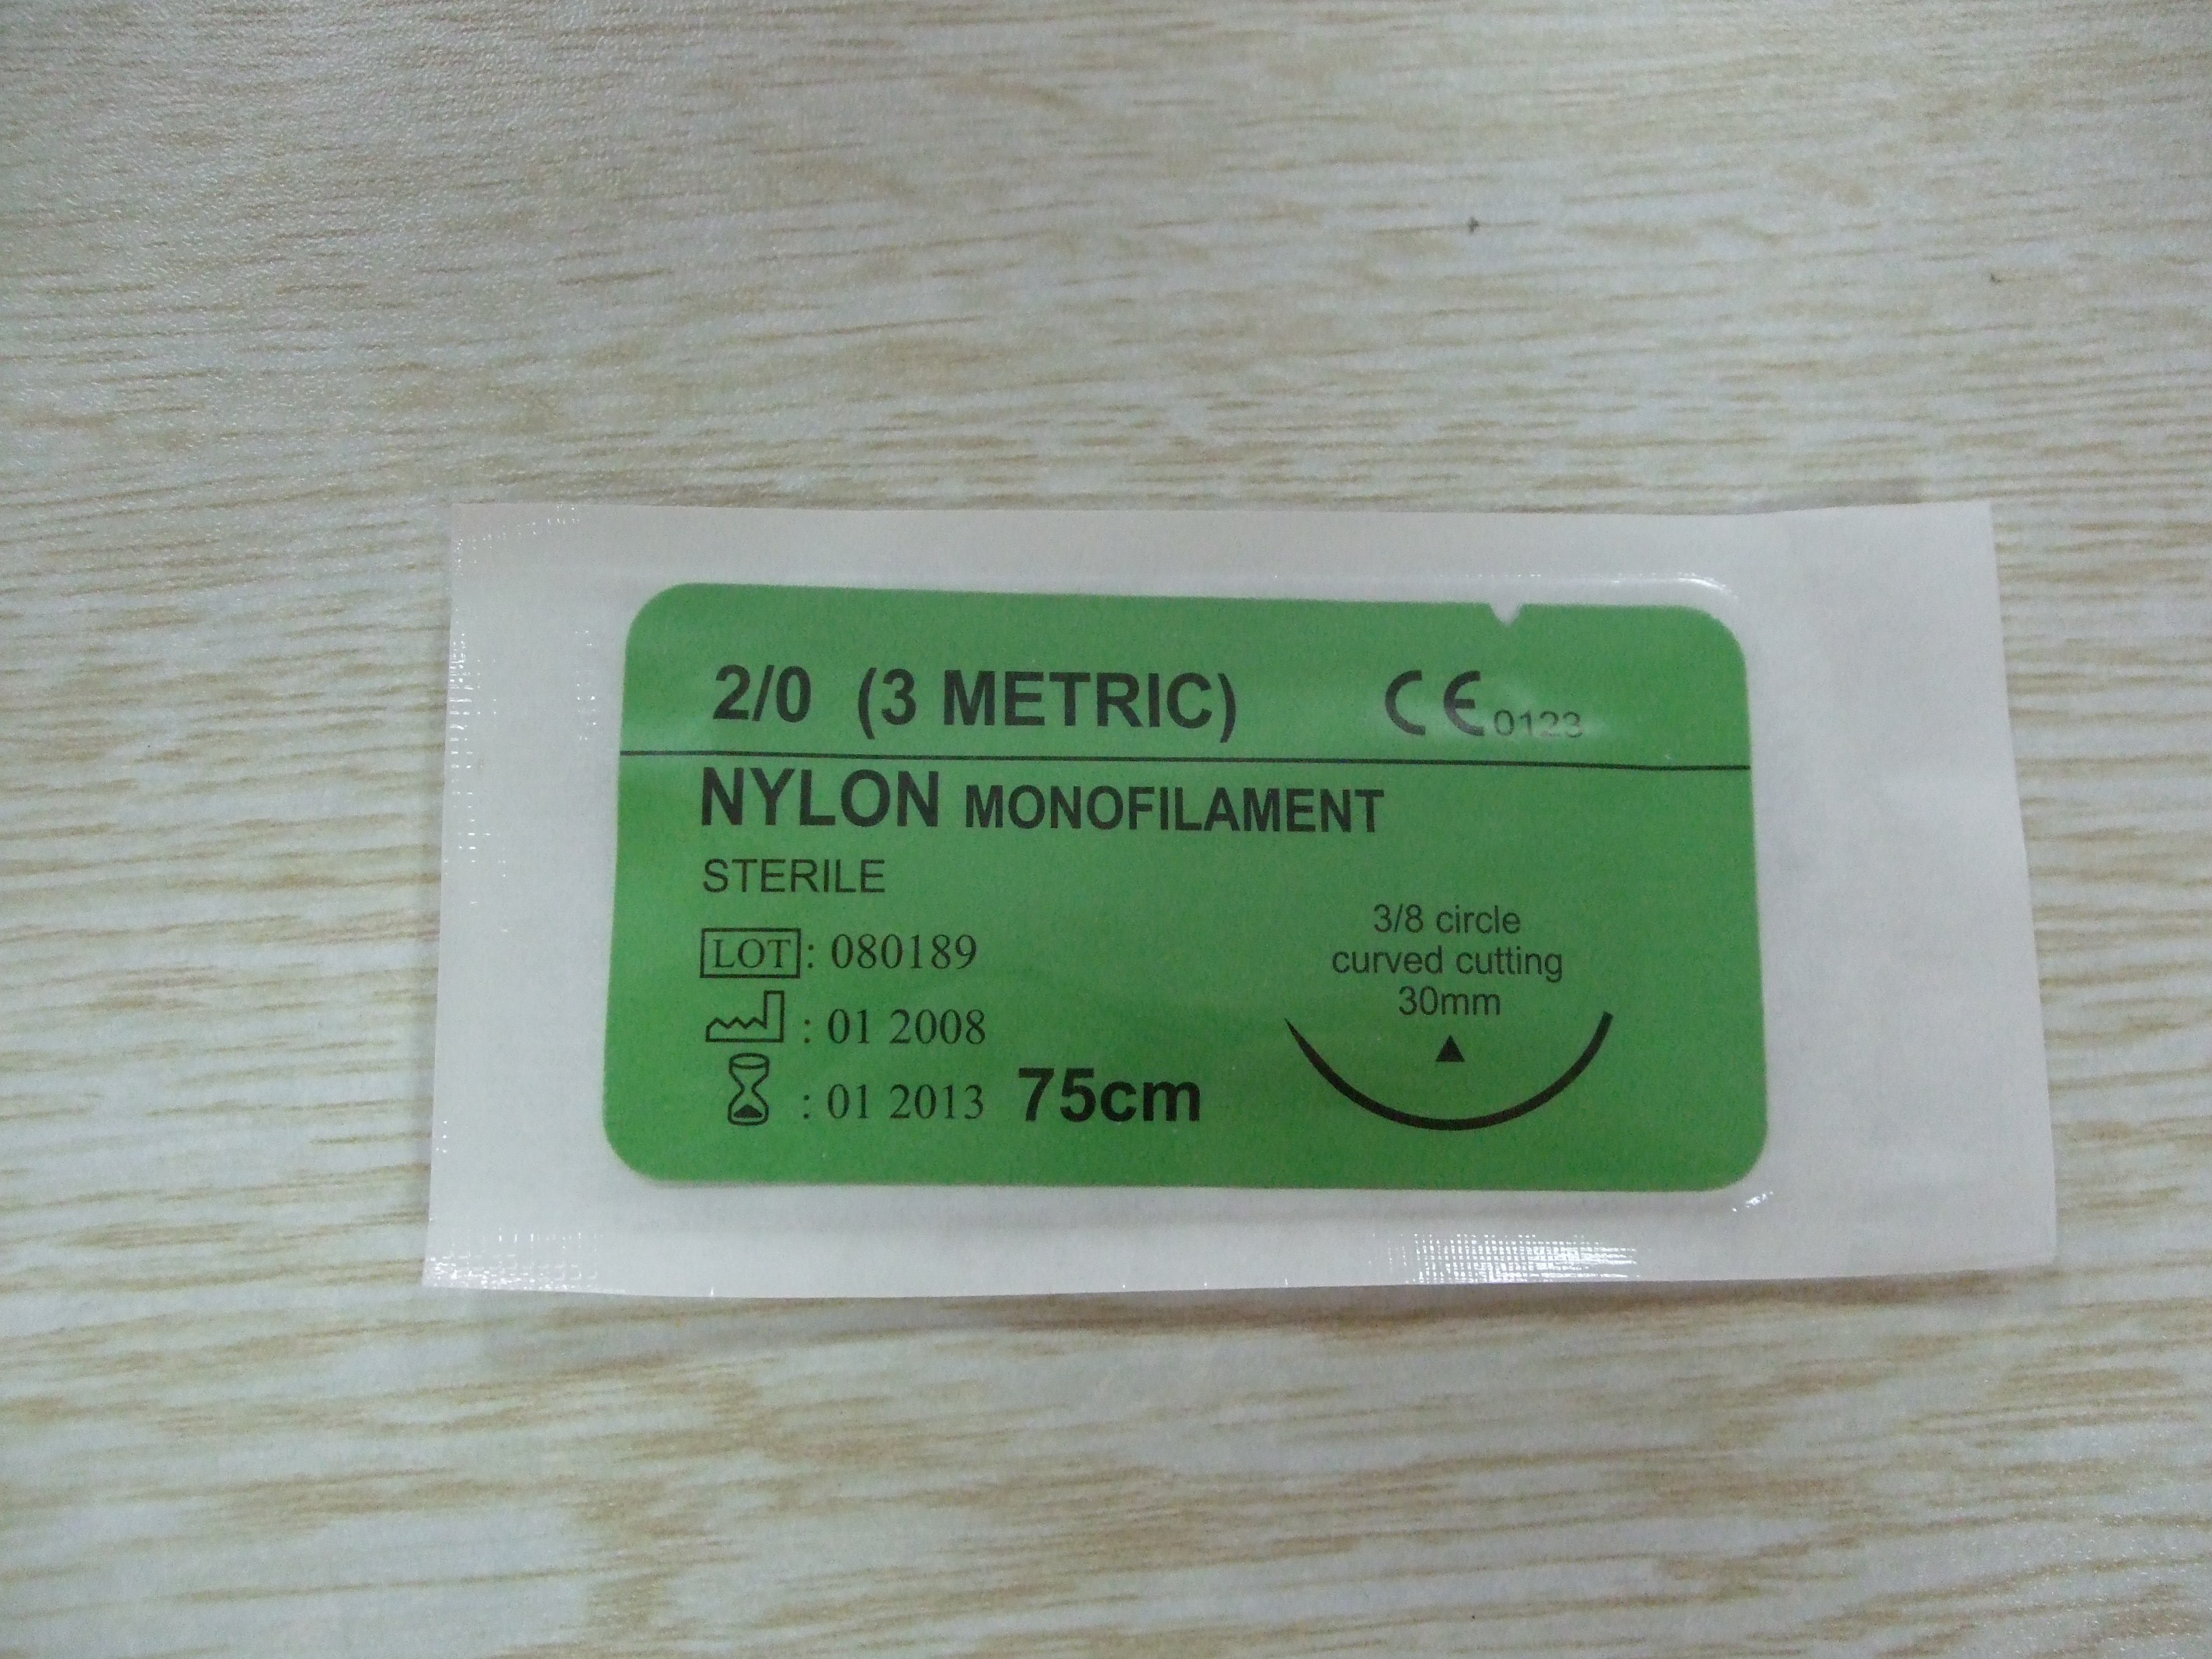 2/0 (3 METRIC) CE 0123
NYLON MONOFILAMENT
STERILE
LOT : 080189
: 01 2008
: 01 2013 75cm
3/8 circle
curved cutting
30mm